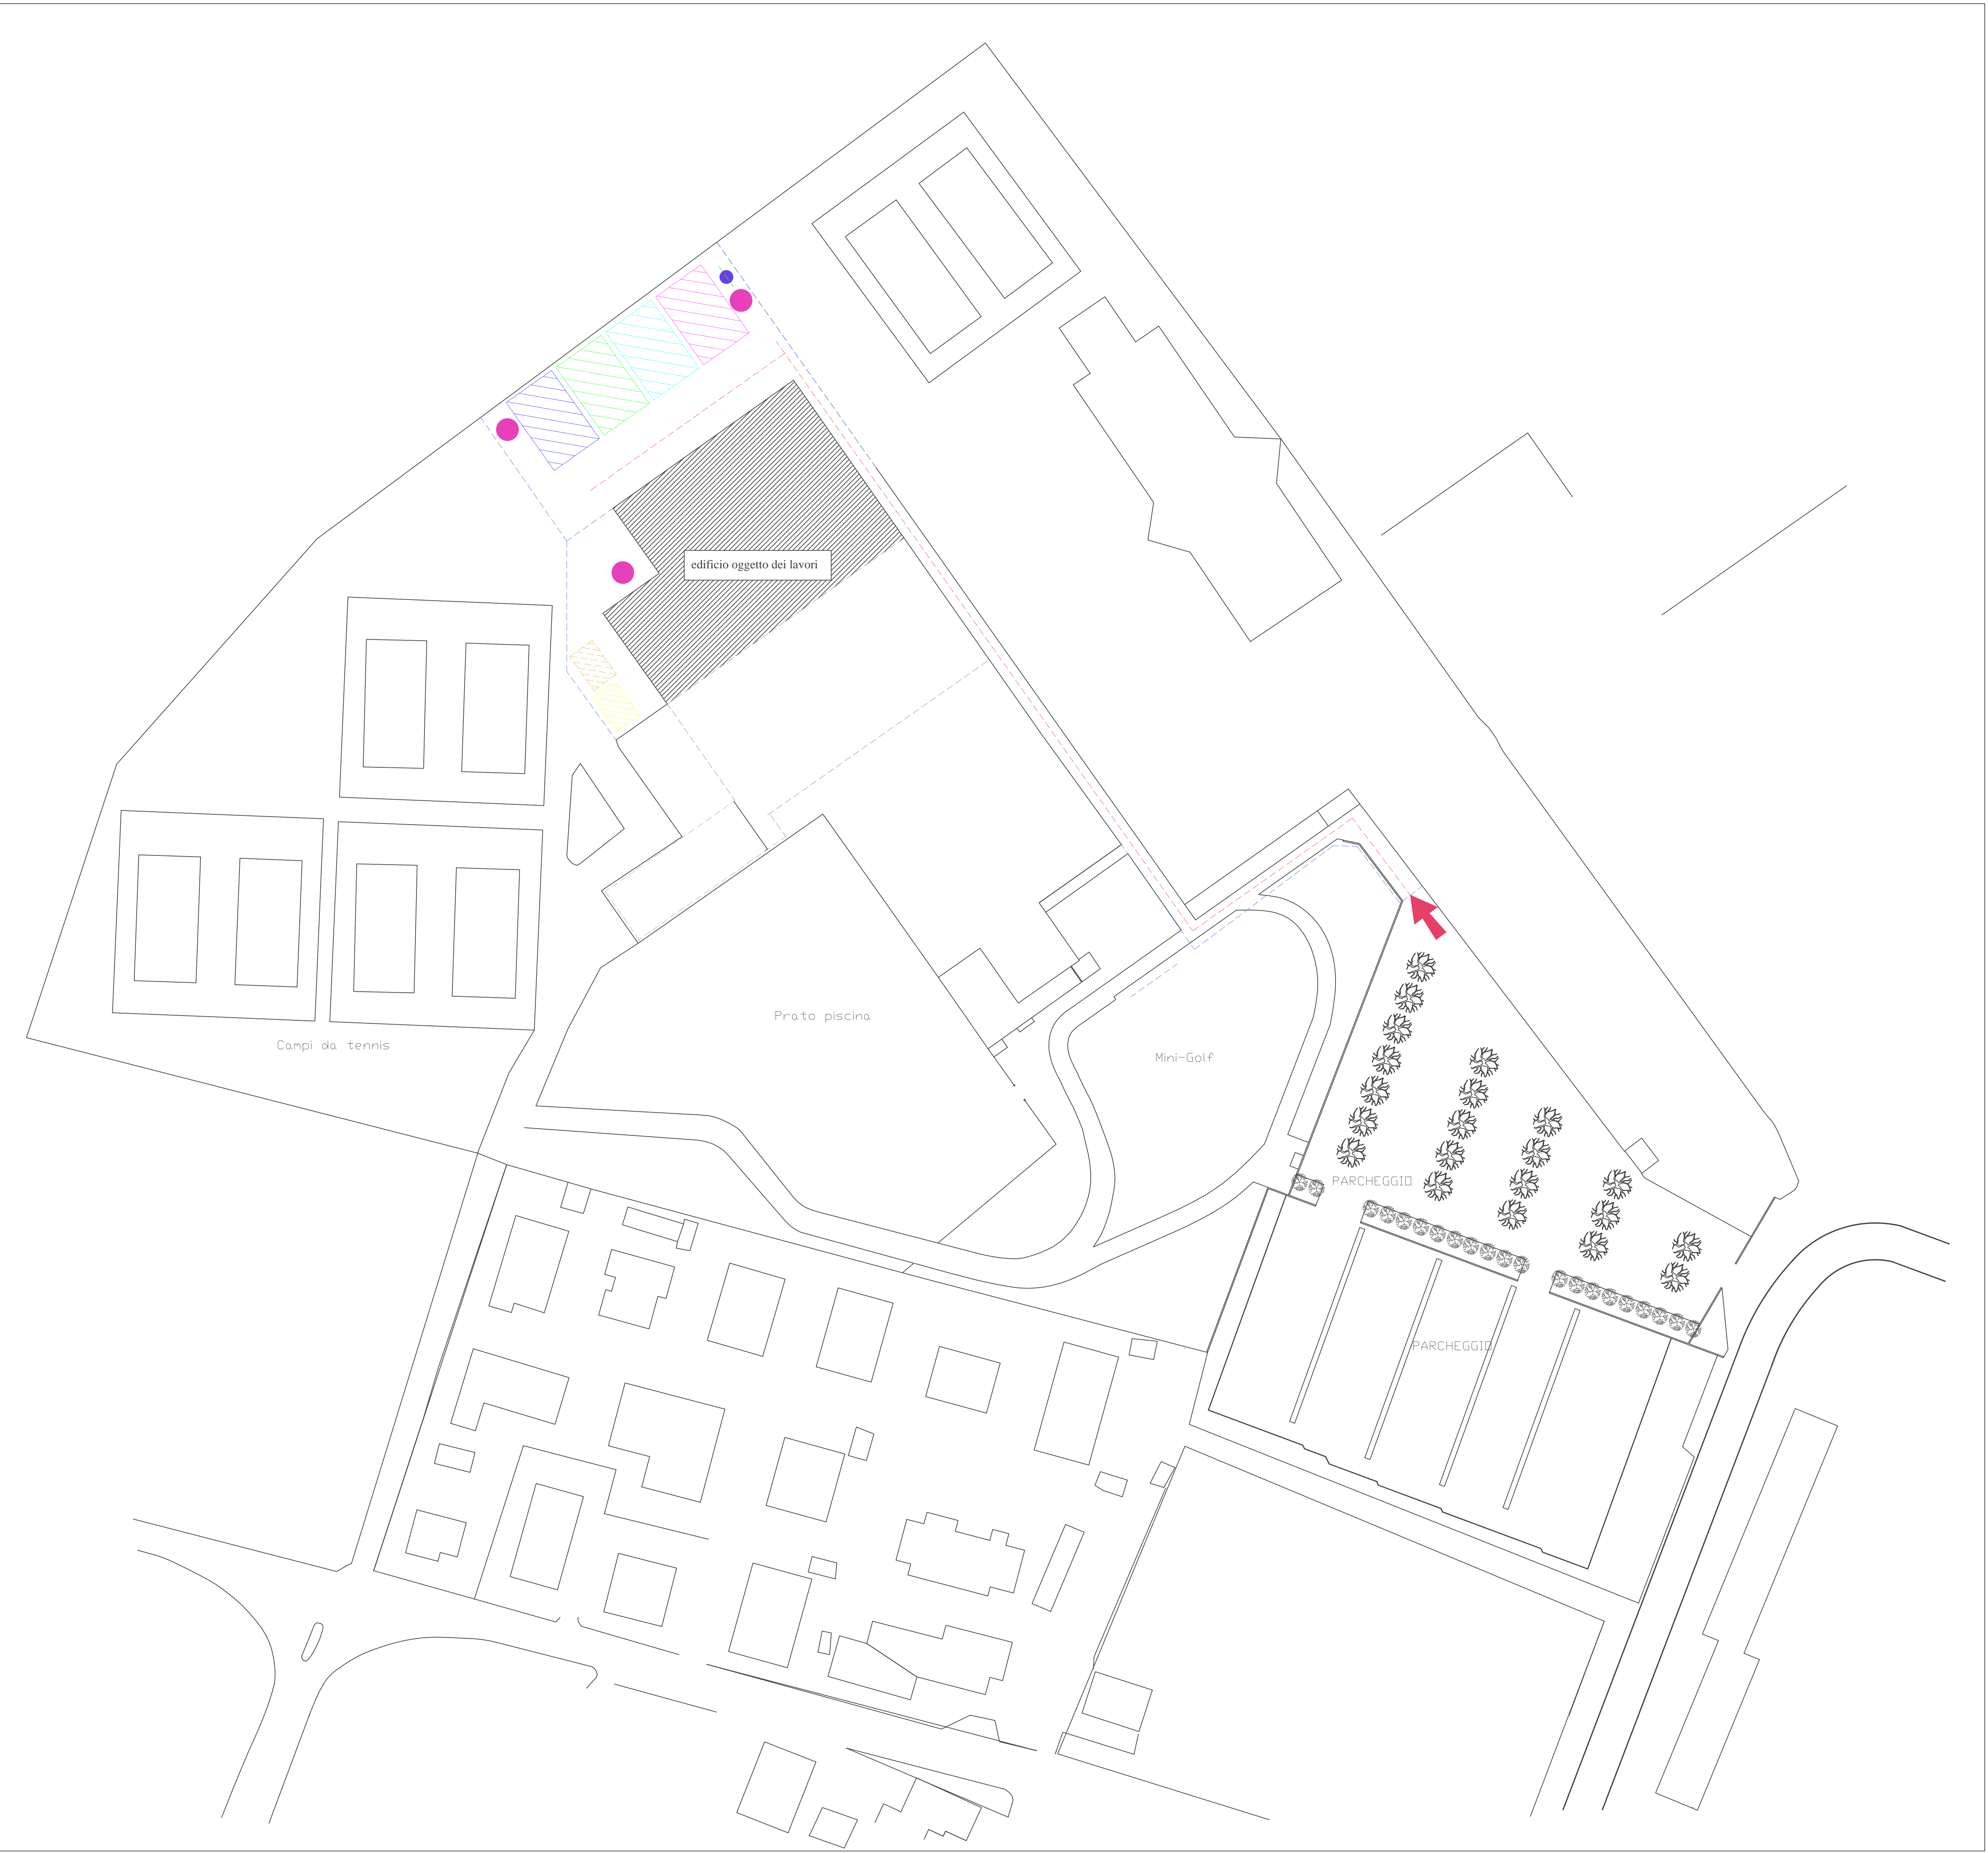 edificio oggetto dei lavori
Prato piscina
Campi da tennis
Mini-Golf
PARCHEGGIO
PARCHEGGIO